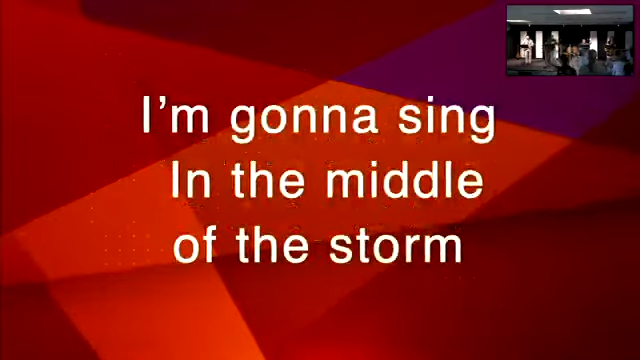 I'm gonna sing
In the middle
of the storm